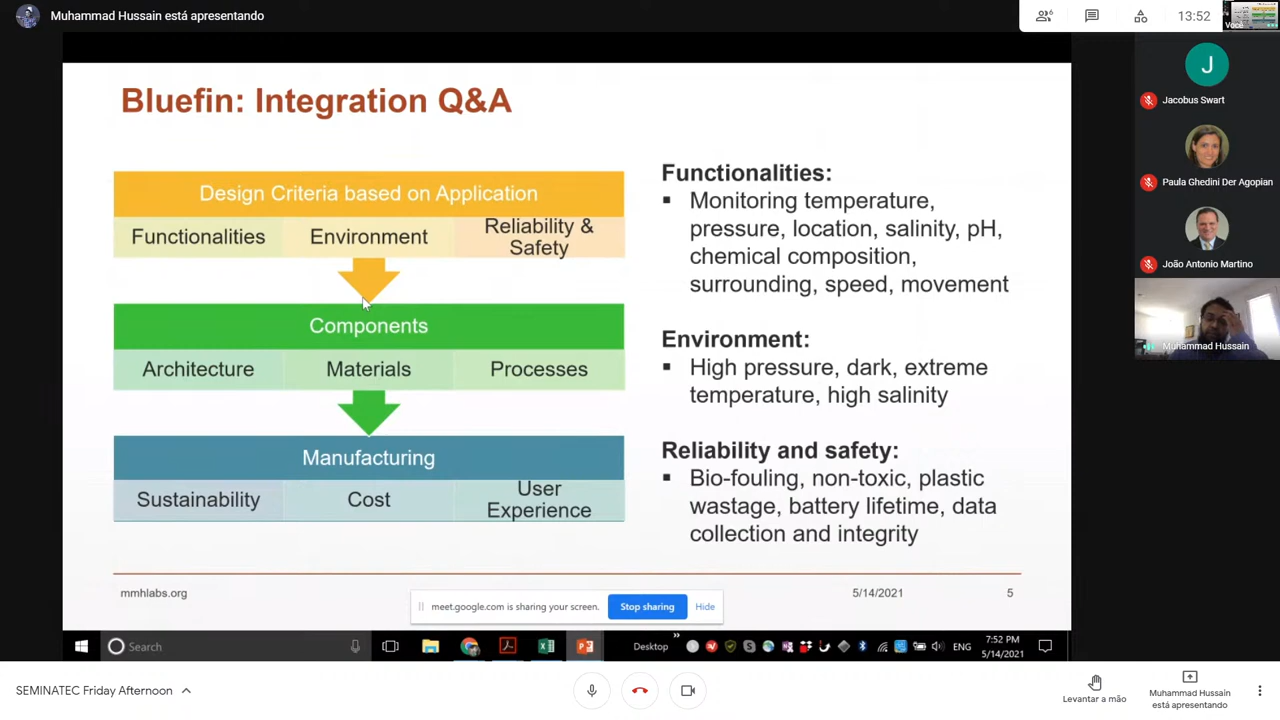 Muhammad Hussain está apresentando
6
13:52
Você
Bluefin: Integration Q&A
Design Criteria based on Application
Functionalities
Environment
Reliability &
Safety
Components
Architecture
Materials
Processes
Manufacturing
Sustainability
Cost
User
Experience
Functionalities:
▪ Monitoring temperature,
pressure, location, salinity, pH,
chemical composition,
surrounding, speed, movement
Environment:
▪ High pressure, dark, extreme
temperature, high salinity
Reliability and safety:
▪ Bio-fouling, non-toxic, plastic
wastage, battery lifetime, data
collection and integrity
mmhlabs.org
5/14/2021
5
meet.google.com is sharing your screen.
Stop sharing
Hide
J
Jacobus Swart
Paula Ghedini Der Agopian
João Antonio Martino
Muhammad Hussain
Search
Desktop
ENG
7:52 PM
5/14/2021
SEMINATEC Friday Afternoon
Levantar a mão
Muhammad Hussain
está apresentando